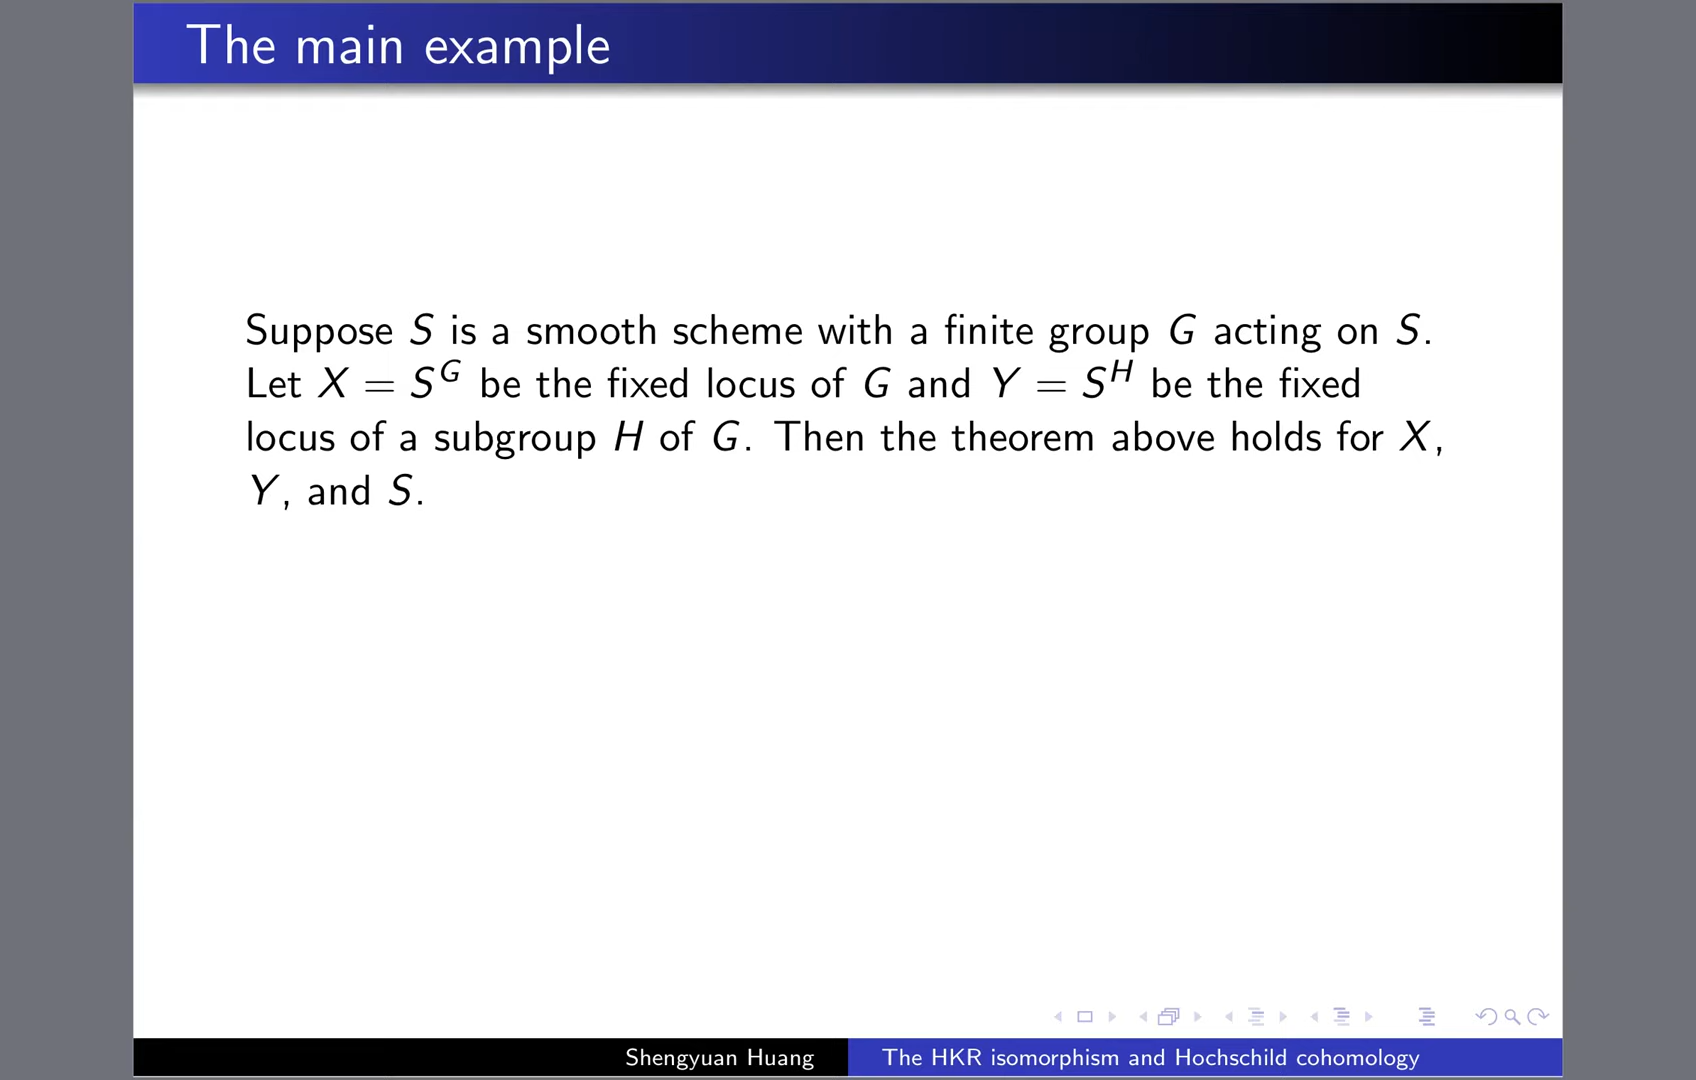 The main example
Suppose S is a smooth scheme with a finite group G acting on S.
Let X = S^G be the fixed locus of G and Y = S^H be the fixed
locus of a subgroup H of G. Then the theorem above holds for X,
Y, and S.
Shengyuan Huang
The HKR isomorphism and Hochschild cohomology